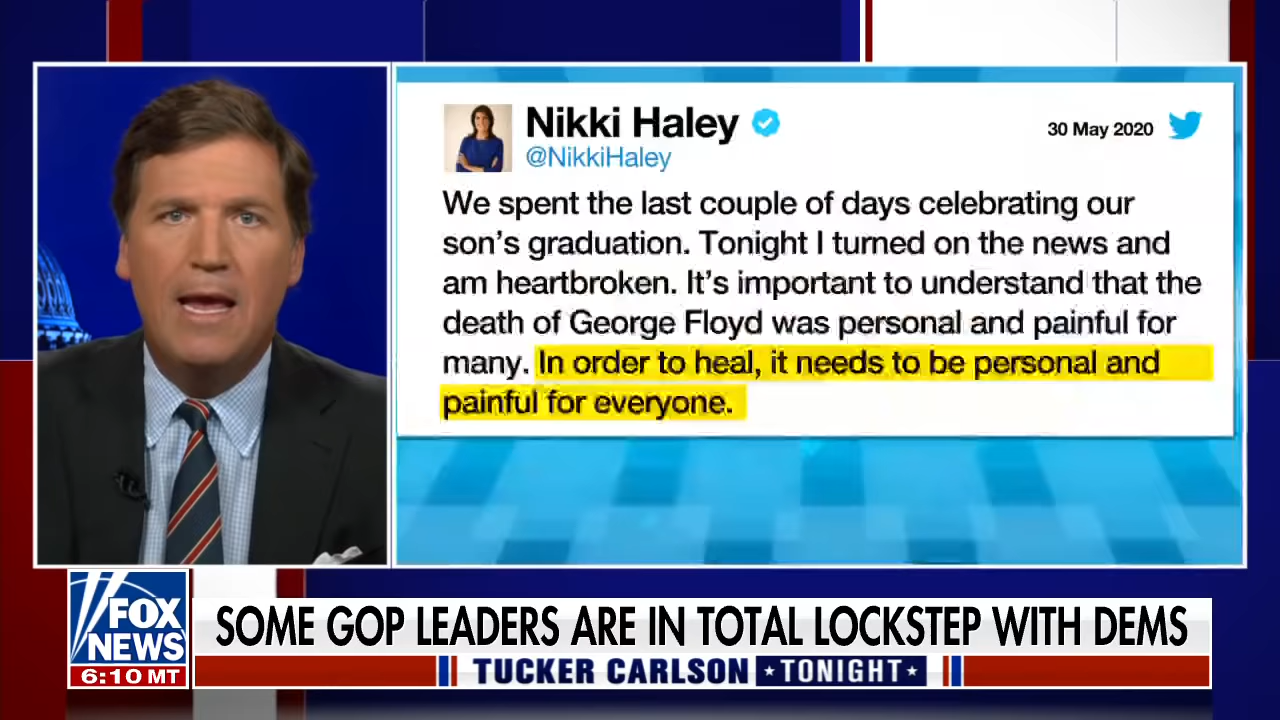 Nikki Haley
@NikkiHaley
30 May 2020
We spent the last couple of days celebrating our
son's graduation. Tonight I turned on the news and
am heartbroken. It's important to understand that the
death of George Floyd was personal and painful for
many. In order to heal, it needs to be personal and
painful for everyone.
FOX
NEWS
6:10 MT
SOME GOP LEADERS ARE IN TOTAL LOCKSTEP WITH DEMS
TUCKER CARLSON TONIGHT